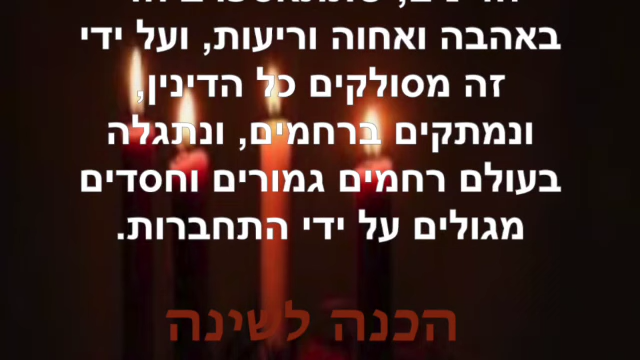 באהבה ואחוה וריעות, ועל ידי
זה מסולקים כל הדינין,
ונמתקים ברחמים, ונתגלה
בעולם רחמים גמורים וחסדים
מגולים על ידי התחברות.
הכנה לשינה